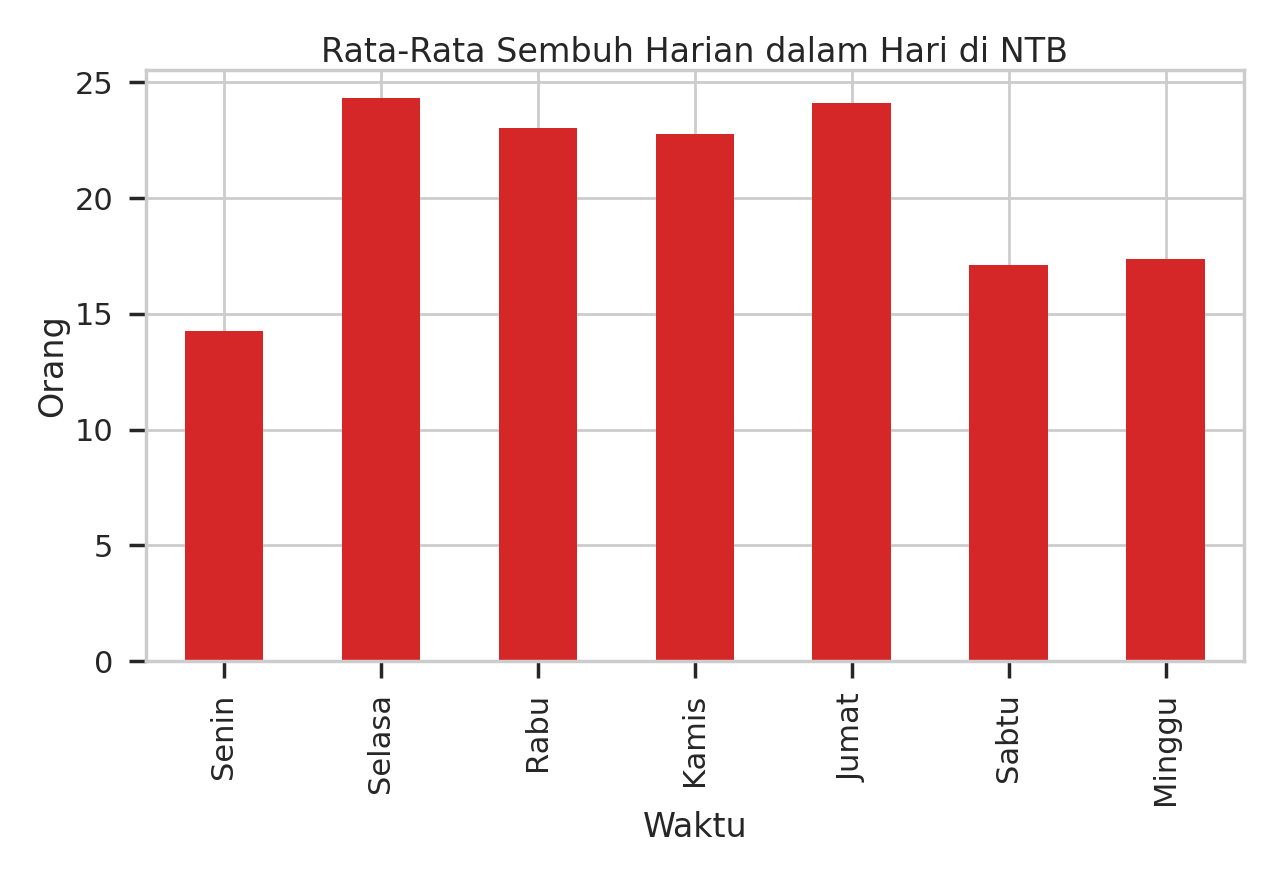 Rata-Rata Sembuh Harian dalam Hari di NTB
25
20
15
10
5
0
Orang
Senin
Selasa
Rabu
Kamis
Jumat
Sabtu
Minggu
Waktu